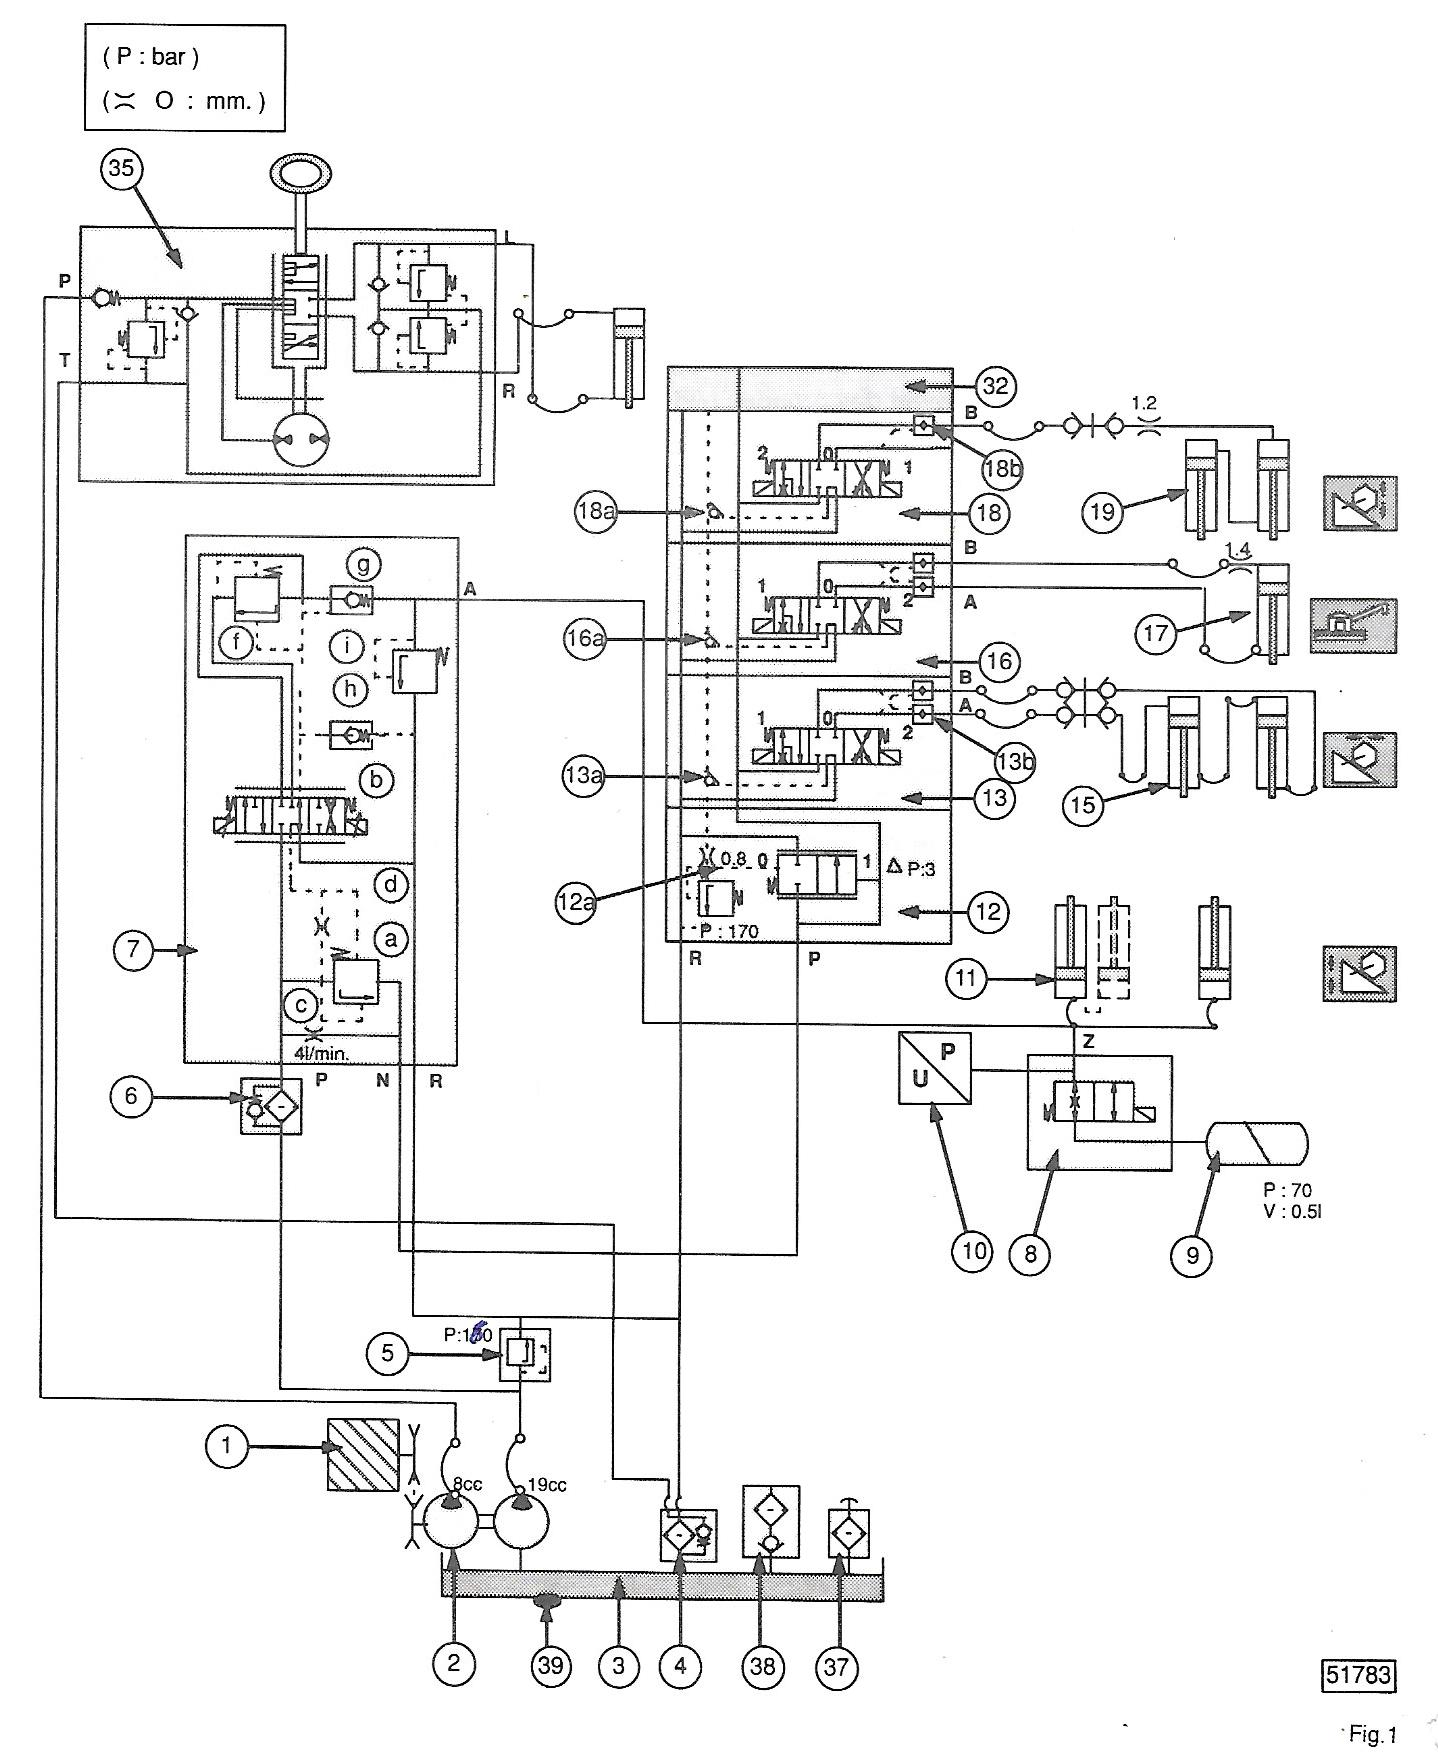 ( P : bar )
( O : mm. )
35
P
L
T
R
32
B
1.2
2
0
1
18b
18a
18
19
B
1.4
g
A
1
0
2
A
f
i
16a
16
17
h
B
1
0
A
2
13b
b
13a
13
15
0.8
0
1
Δ P:3
d
12a
12
7
a
P : 170
R
P
11
c
4l/min.
Z
P
U
P
N
R
6
9
P : 70
V : 0.5l
10
8
5
1
8cc
19cc
2
39
3
4
38
37
51783
Fig.1